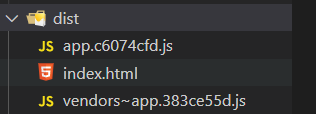 dist
JS app.c6074cfd.js
index.html
JS vendors~app.383ce55d.js